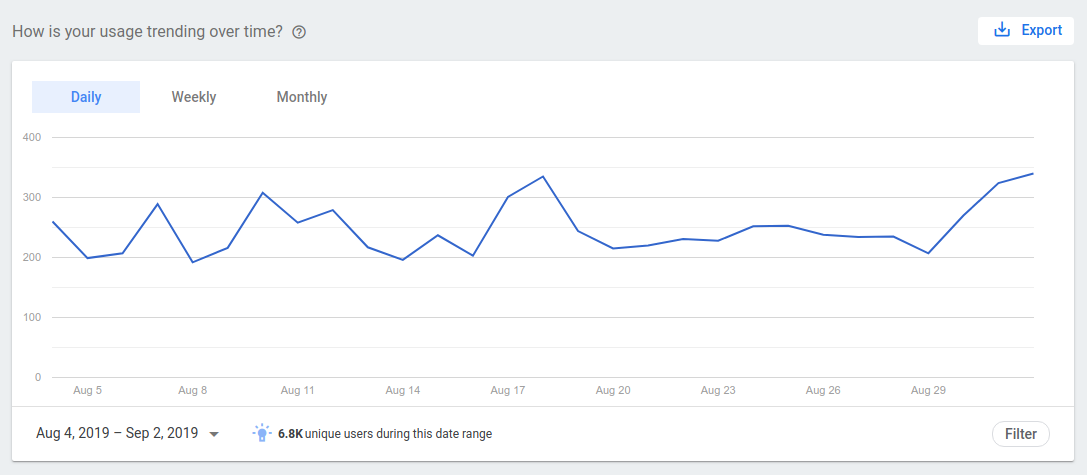 How is your usage trending over time? ?
Export
Daily Weekly Monthly
400
300
200
100
0
Aug 5 Aug 8 Aug 11 Aug 14 Aug 17 Aug 20 Aug 23 Aug 26 Aug 29
Aug 4, 2019 – Sep 2, 2019 6.8K unique users during this date range Filter